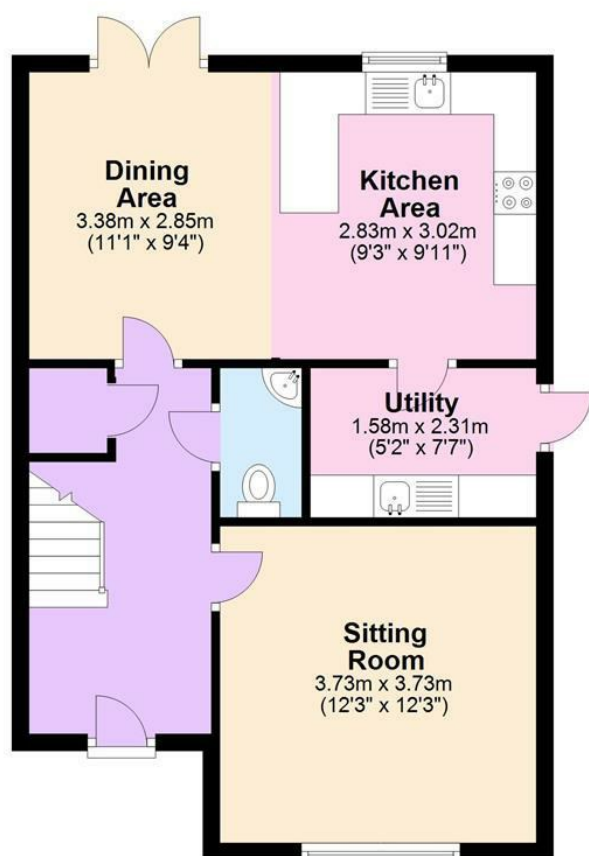 Dining
Area
3.38m x 2.85m
(11'1" x 9'4")
Kitchen
Area
2.83m x 3.02m
(9'3" x 9'11")
Utility
1.58m x 2.31m
(5'2" x 7'7")
Sitting
Room
3.73m x 3.73m
(12'3" x 12'3")